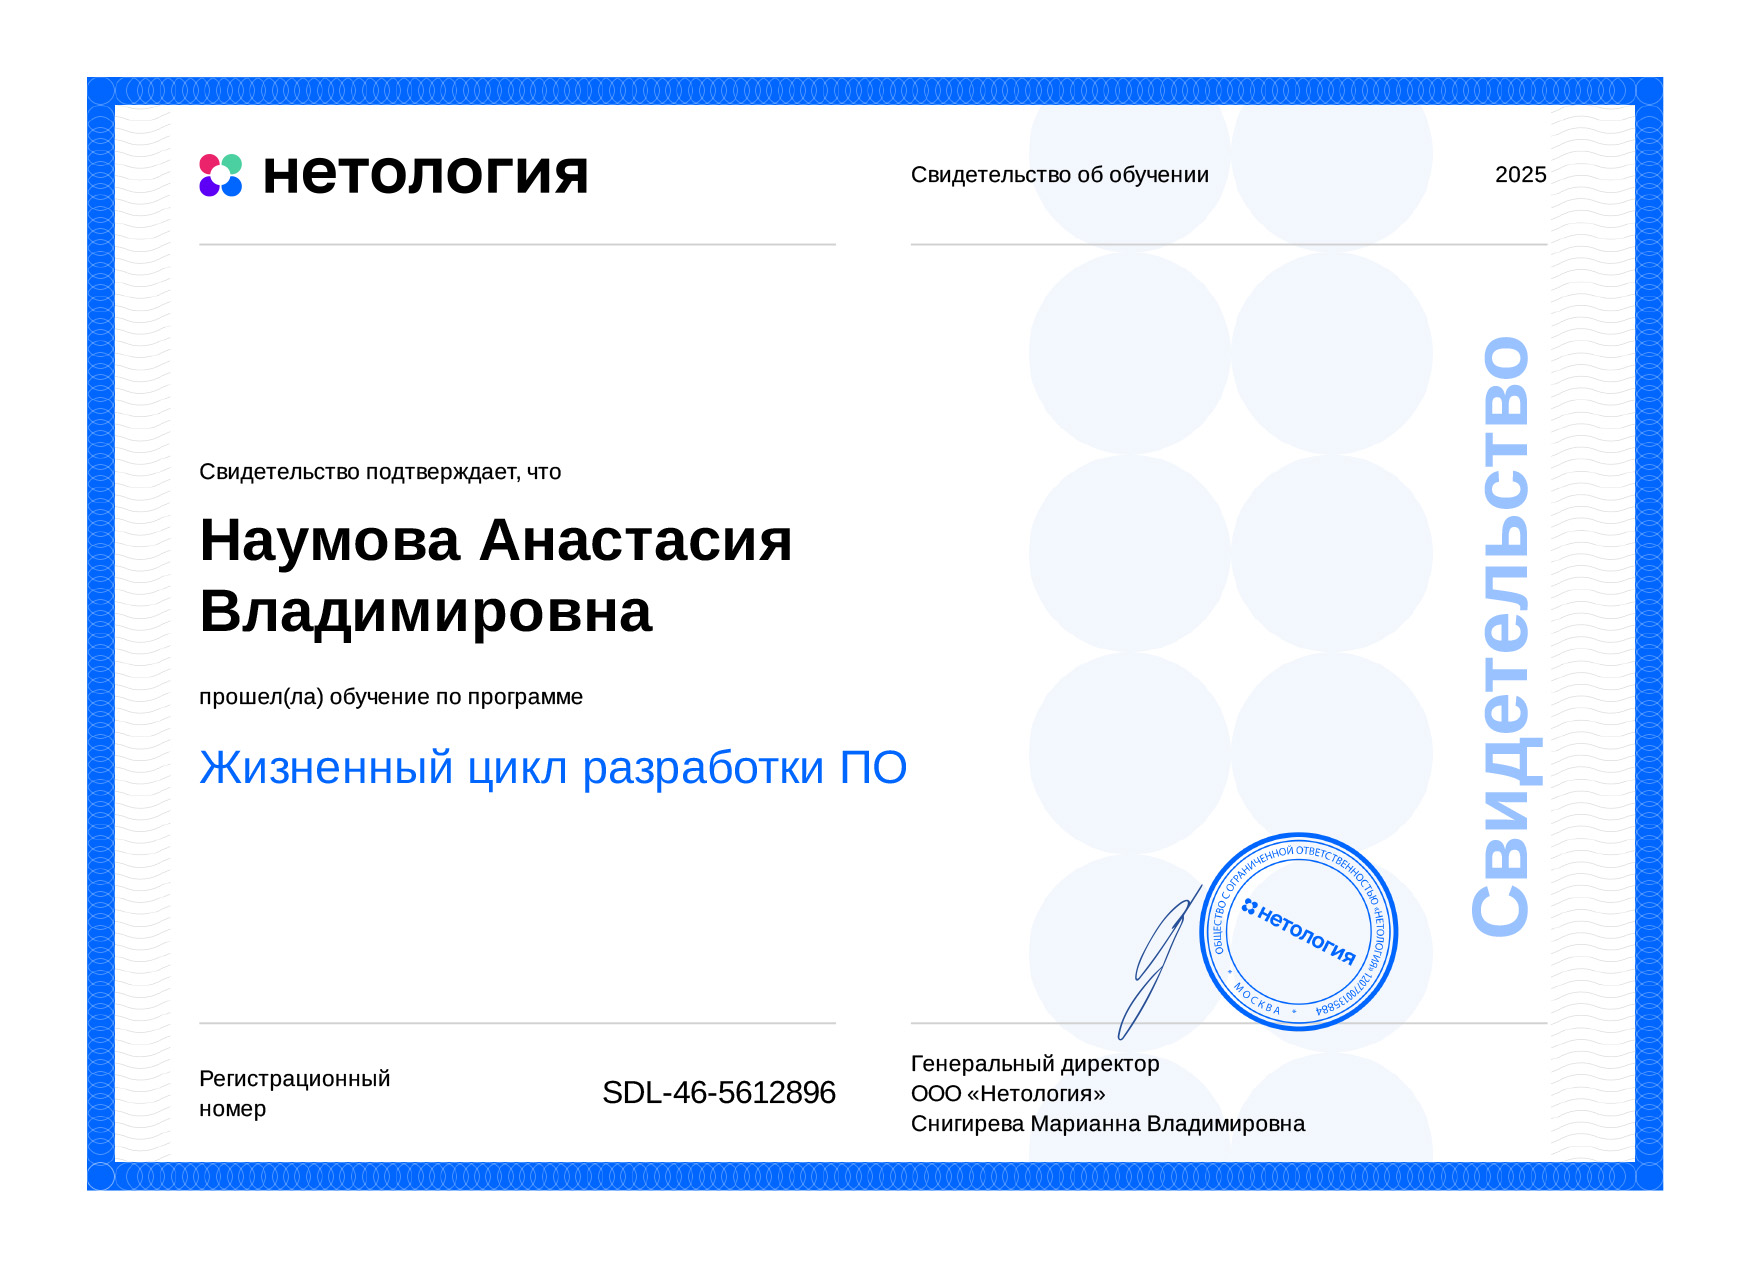 нетология
Свидетельство об обучении
2025
Свидетельство подтверждает, что
Наумова Анастасия
Владимировна
прошел(ла) обучение по программе
Жизненный цикл разработки ПО
Свидетельство
ОБЩЕСТВО С ОГРАНИЧЕННОЙ ОТВЕТСТВЕННОСТЬЮ «НЕТОЛОГИЯ» 1207700135884
* МОСКВА *
нетология
Регистрационный
номер
SDL-46-5612896
Генеральный директор
ООО «Нетология»
Снигирева Марианна Владимировна